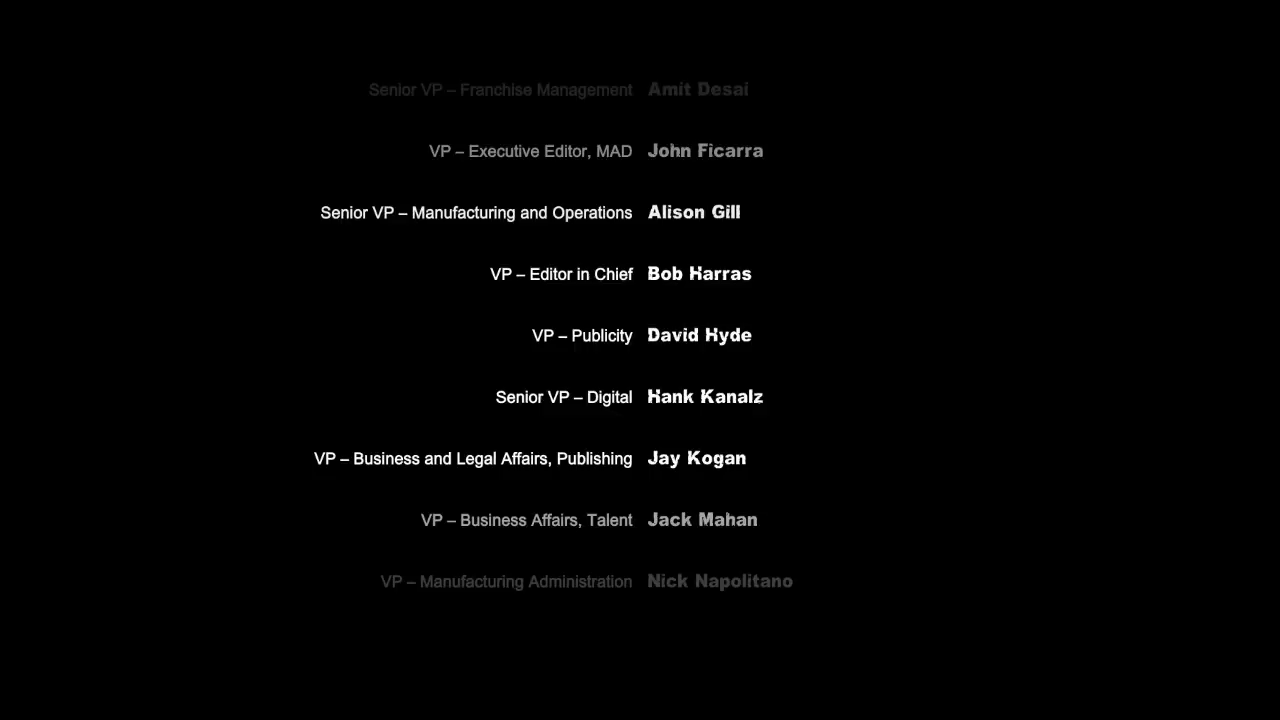 Senior VP – Franchise Management Amit Desai
VP – Executive Editor, MAD John Ficarra
Senior VP – Manufacturing and Operations Alison Gill
VP – Editor in Chief Bob Harras
VP – Publicity David Hyde
Senior VP – Digital Hank Kanalz
VP – Business and Legal Affairs, Publishing Jay Kogan
VP – Business Affairs, Talent Jack Mahan
VP – Manufacturing Administration Nick Napolitano